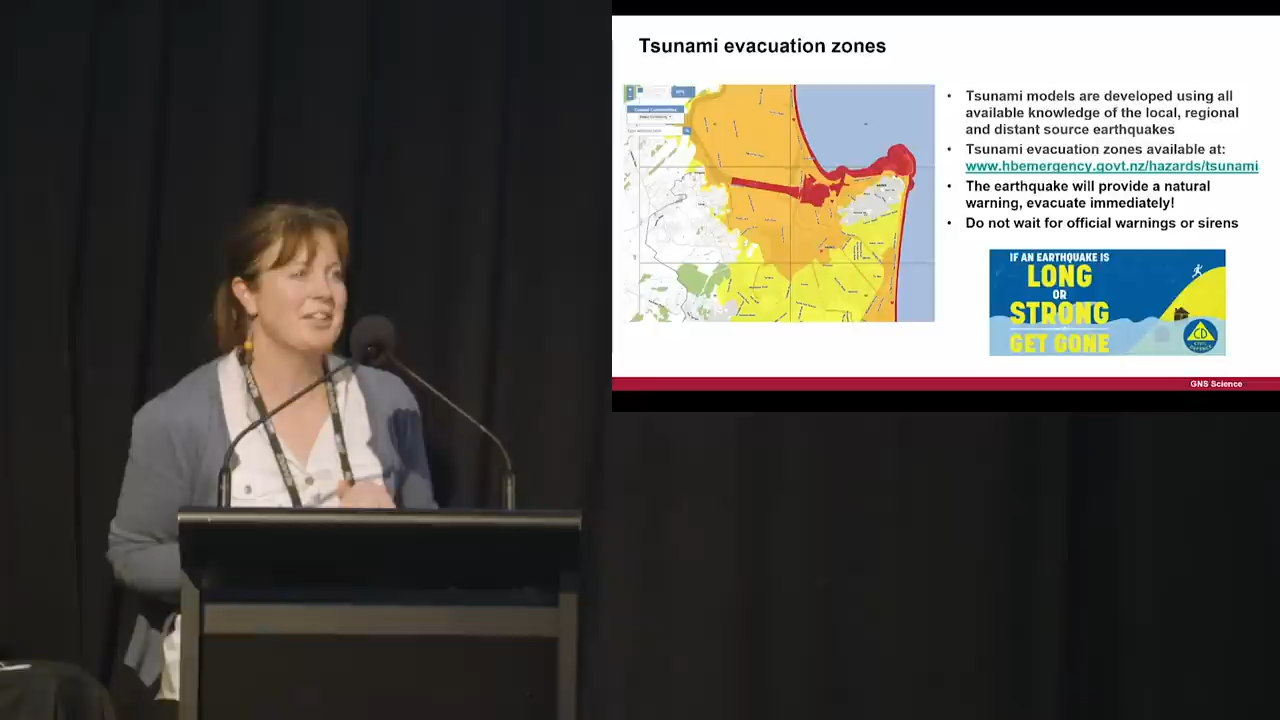 Tsunami evacuation zones
• Tsunami models are developed using all
available knowledge of the local, regional
and distant source earthquakes
• Tsunami evacuation zones available at:
www.hbemergency.govt.nz/hazards/tsunami
• The earthquake will provide a natural
warning, evacuate immediately!
• Do not wait for official warnings or sirens
IF AN EARTHQUAKE IS
LONG
OR
STRONG
GET GONE
CD
CIVIL
DEFENCE
GNS Science